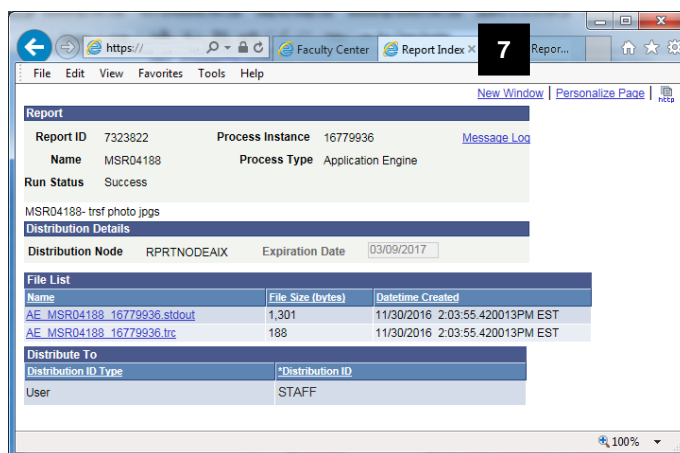 https://
Faculty Center
Report Index
7
Repor...
File Edit View Favorites Tools Help
New Window | Personalize Page | http
Report
Report ID 7323822 Process Instance 16779936 Message Log
Name MSR04188 Process Type Application Engine
Run Status Success
MSR04188- trsf photo jpgs
Distribution Details
Distribution Node RPRTNODEAIX Expiration Date 03/09/2017
File List
Name File Size (bytes) Datetime Created
AE_MSR04188_16779936.stdout 1,301 11/30/2016 2:03:55.420013PM EST
AE_MSR04188_16779936.trc 188 11/30/2016 2:03:55.420013PM EST
Distribute To
Distribution ID Type *Distribution ID
User STAFF
100%